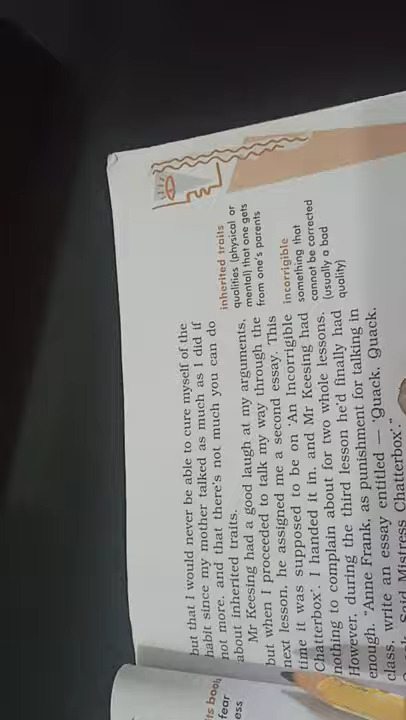 but that I would never be able to cure myself of the
habit since my mother talked as much as I did if
not more, and that there's not much you can do
about inherited traits.
Mr Keesing had a good laugh at my arguments,
but when I proceeded to talk my way through the
next lesson, he assigned me a second essay. This
time it was supposed to be on 'An Incorrigible
Chatterbox'. I handed it in, and Mr Keesing had
nothing to complain about for two whole lessons.
However, during the third lesson he'd finally had
enough. "Anne Frank, as punishment for talking in
class, write an essay entitled — 'Quack, Quack,
Said Mistress Chatterbox'."
inherited traits
qualities (physical or
mental) that one gets
from one's parents
incorrigible
something that
cannot be corrected
(usually a bad
quality)
fear
ess